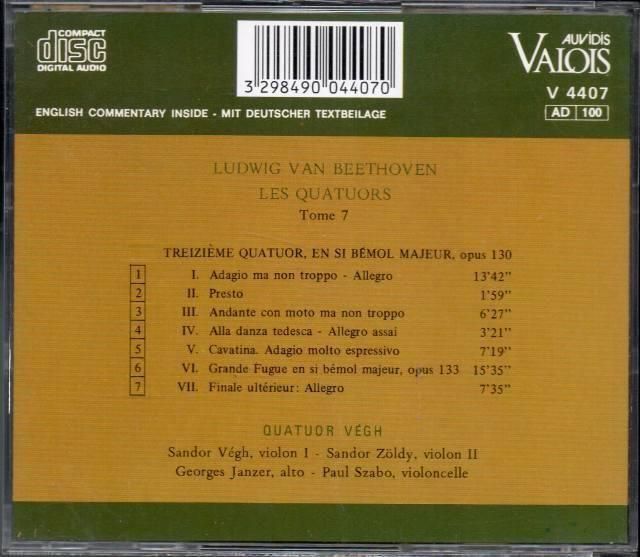 COMPACT
disc
DIGITAL AUDIO
3 298490 044070
AUVIDIS
VALOIS
V 4407
AD 100
ENGLISH COMMENTARY INSIDE - MIT DEUTSCHER TEXTBEILAGE
LUDWIG VAN BEETHOVEN
LES QUATUORS
Tome 7
TREIZIÈME QUATUOR, EN SI BÉMOL MAJEUR, opus 130
1 I. Adagio ma non troppo - Allegro 13'42"
2 II. Presto 1'59"
3 III. Andante con moto ma non troppo 6'27"
4 IV. Alla danza tedesca - Allegro assai 3'21"
5 V. Cavatina. Adagio molto espressivo 7'19"
6 VI. Grande Fugue en si bémol majeur, opus 133 15'35"
7 VII. Finale ultérieur: Allegro 7'35"
QUATUOR VÉGH
Sandor Végh, violon I - Sandor Zöldy, violon II
Georges Janzer, alto - Paul Szabo, violoncelle